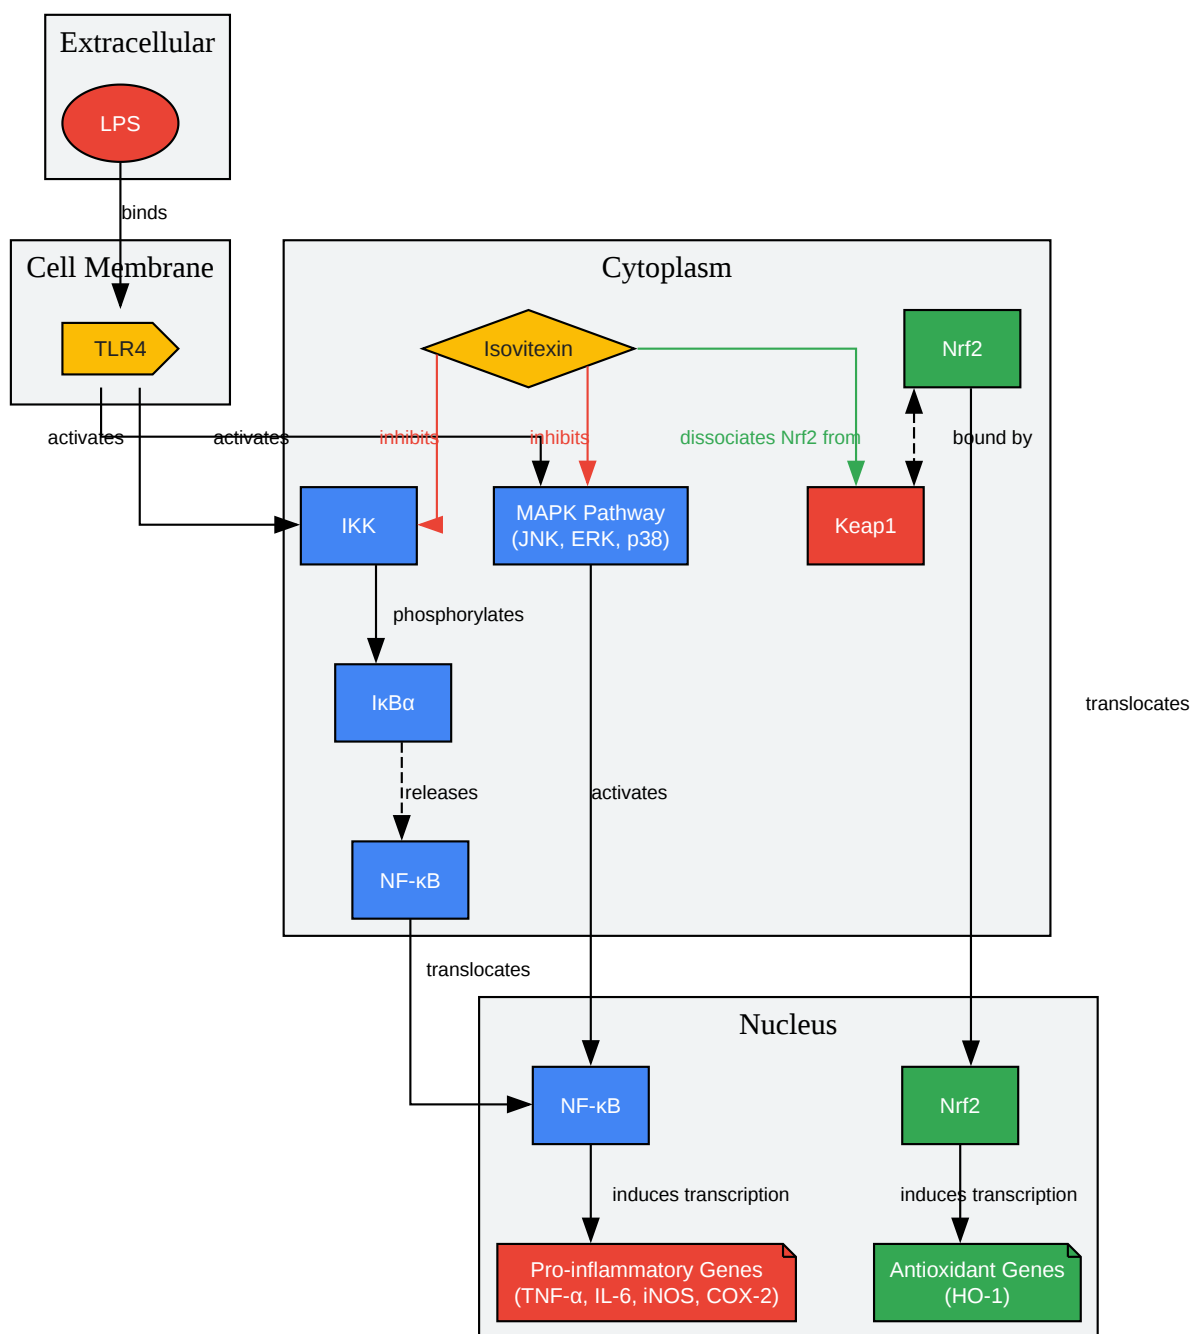 Extracellular
LPS
binds
Cell Membrane
TLR4
Cytoplasm
Isovitexin
Nrf2
activates
activates
inhibits
inhibits
dissociates Nrf2 from
bound by
IKK
MAPK Pathway
(JNK, ERK, p38)
Keap1
phosphorylates
IκBα
translocates
releases
activates
NF-κB
translocates
Nucleus
NF-κB
Nrf2
induces transcription
induces transcription
Pro-inflammatory Genes
(TNF-α, IL-6, iNOS, COX-2)
Antioxidant Genes
(HO-1)